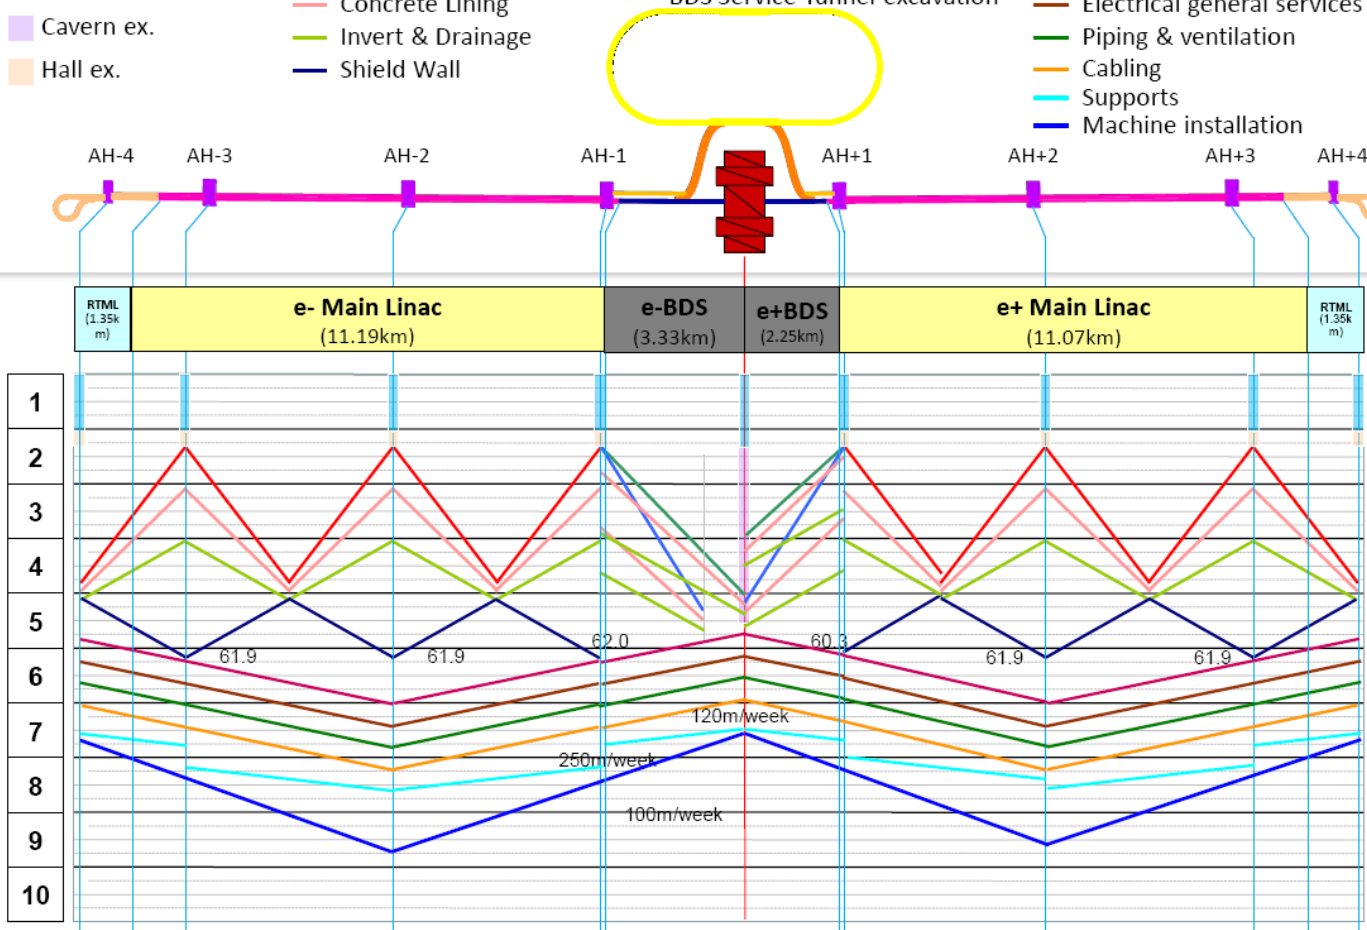 Concrete Lining
BDS Service Tunnel excavation
Electrical general services
Cavern ex.
Invert & Drainage
Piping & ventilation
Hall ex.
Shield Wall
Cabling
Supports
Machine installation
AH-4
AH-3
AH-2
AH-1
AH+1
AH+2
AH+3
AH+4
RTML
(1.35k
m)
e- Main Linac
(11.19km)
e-BDS
(3.33km)
e+BDS
(2.25km)
e+ Main Linac
(11.07km)
RTML
(1.35k
m)
1
2
3
4
5
62.0
60.3
61.9
61.9
61.9
61.9
6
120m/week
7
250m/week
8
100m/week
9
10